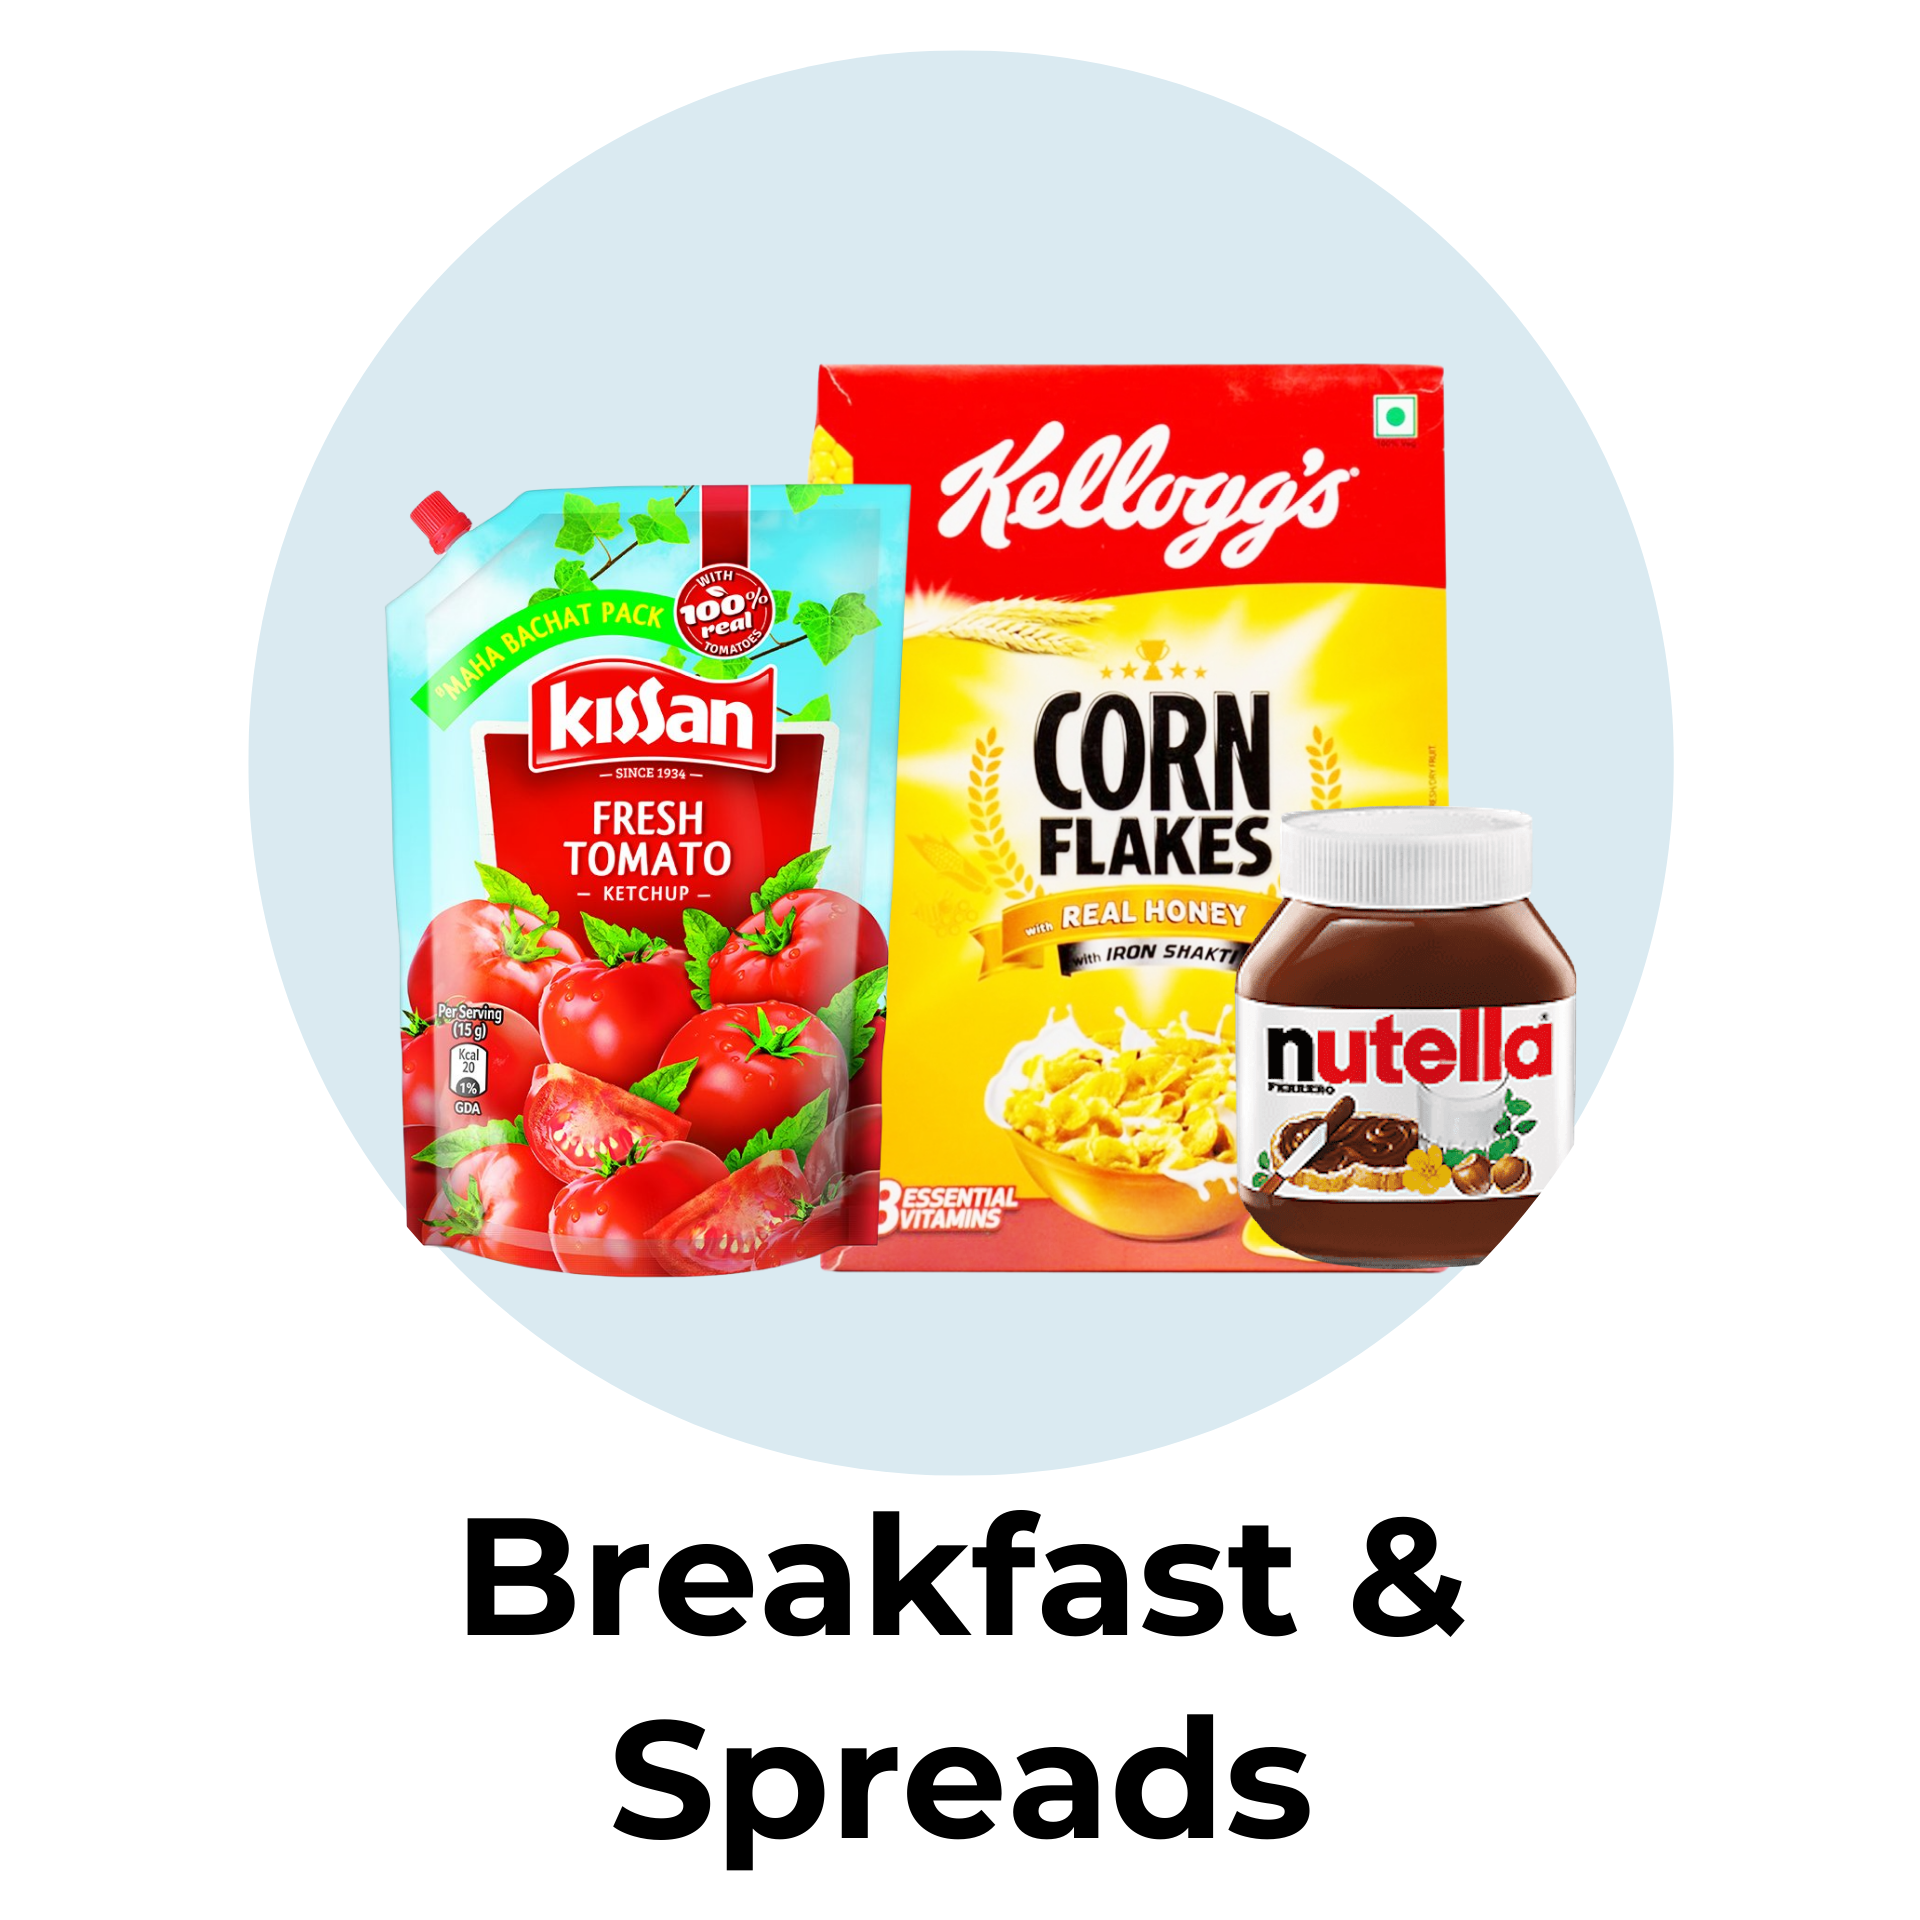 "MAHA BACHAT PACK
WITH
100%
real
TOMATOES
kissan
SINCE 1934
FRESH
TOMATO
KETCHUP
Per Serving
(15 g)
Kcal
20
1%
GDA
Kellogg's
CORN
FLAKES
with REAL HONEY
with IRON SHAKTI
8 ESSENTIAL
VITAMINS
nutella®
FERRERO
Breakfast &
Spreads